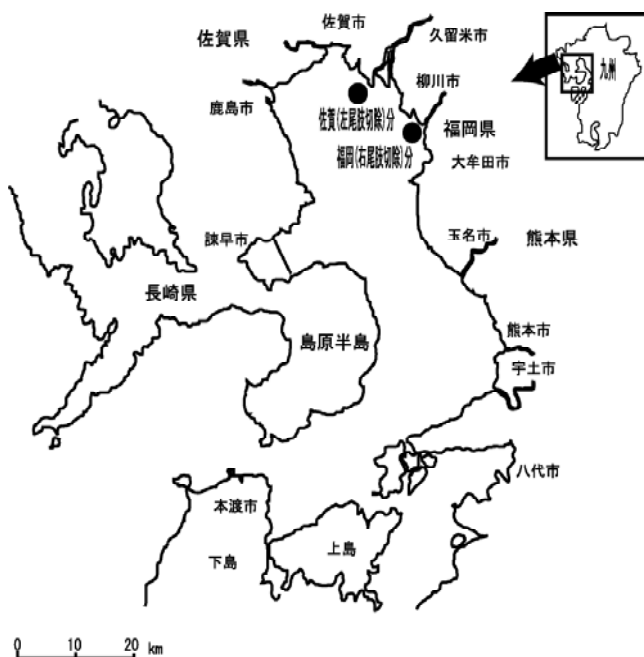 佐賀県
佐賀市
久留米市
九州
柳川市
鹿島市
佐賀(左尾肢切除)分
福岡県
福岡(右尾肢切除)分
大牟田市
諫早市
玉名市
熊本県
長崎県
島原半島
熊本市
宇土市
八代市
本渡市
下島
上島
0 10 20 km